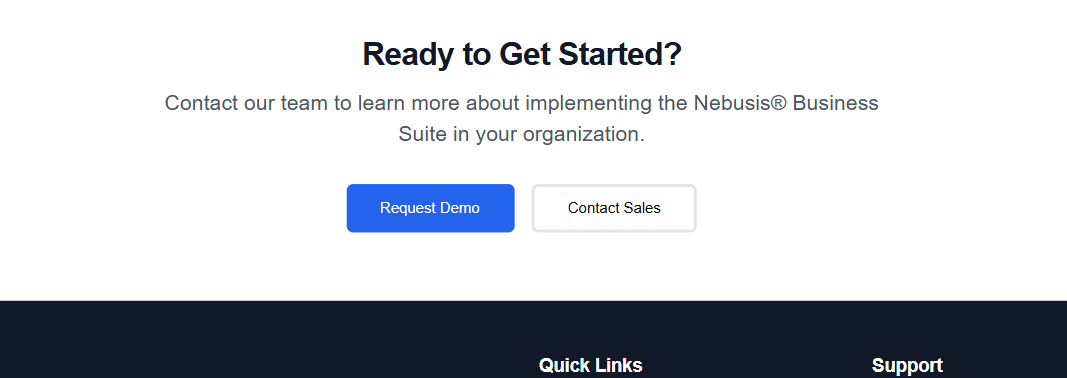 Ready to Get Started?
Contact our team to learn more about implementing the Nebusis® Business
Suite in your organization.
Request Demo
Contact Sales
Quick Links
Support